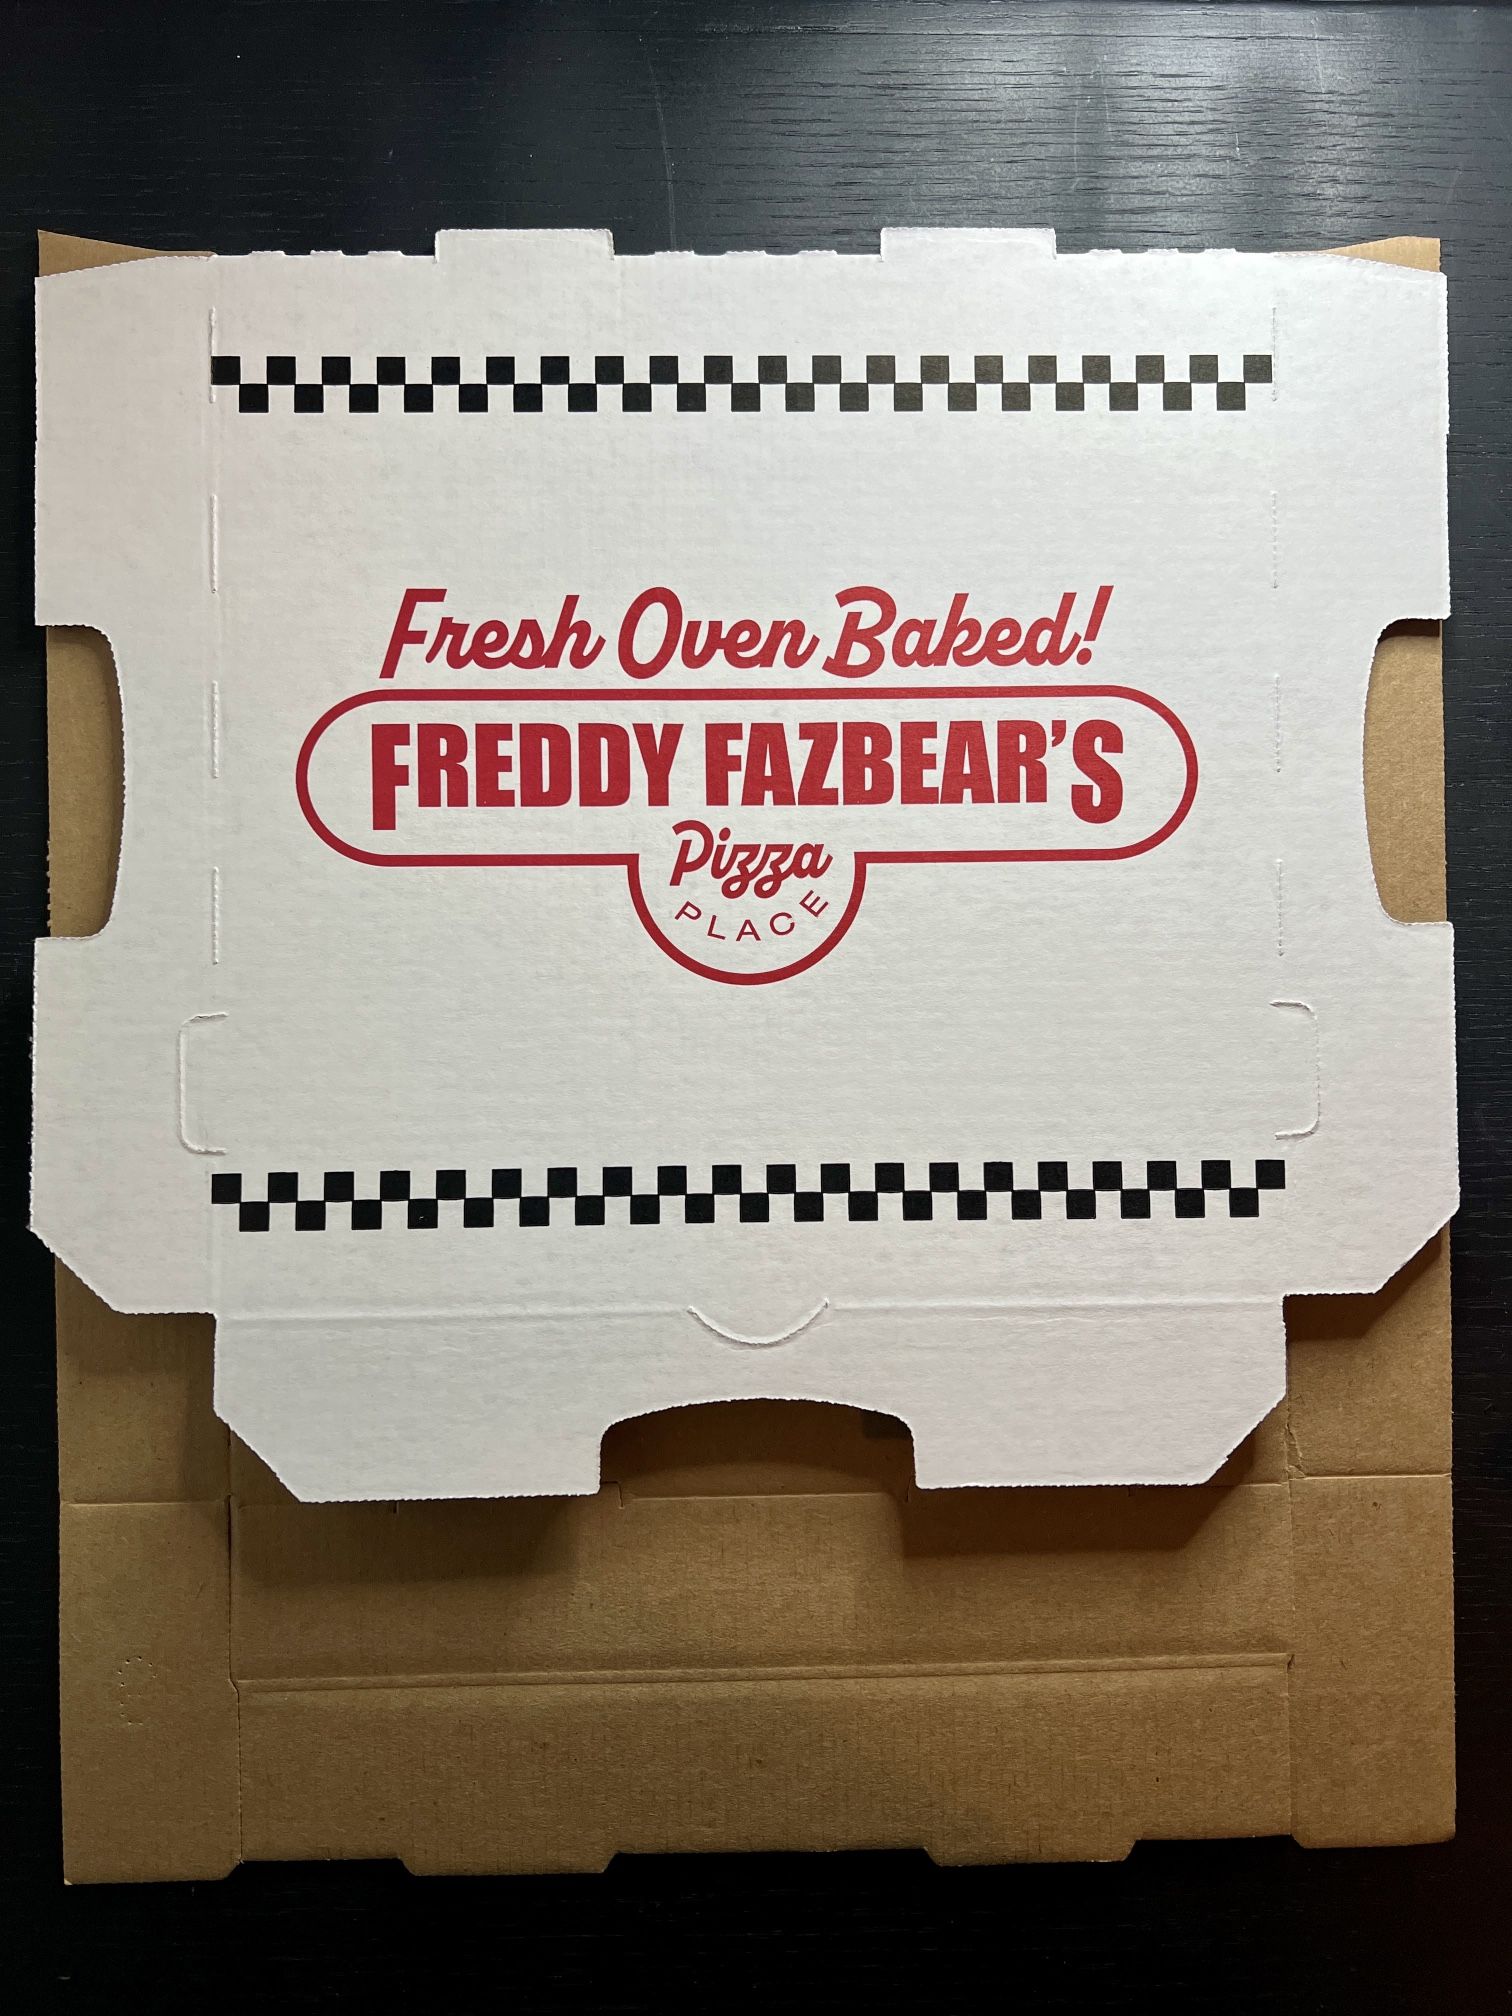 Fresh Oven Baked!
FREDDY FAZBEAR'S
Pizza
PLACE